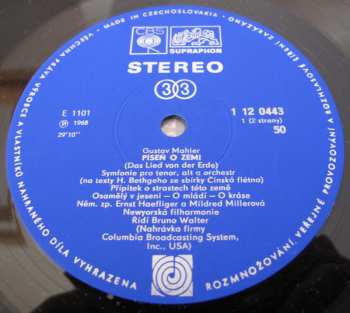 VŠECHNA PRÁVA VÝROBCE A VLASTNÍKŮ NAHRANÉHO DÍLA VYHRAZENA
MADE IN CZECHOSLOVAKIA
ROZMNOŽOVÁNÍ, VEŘEJNÉ PROVOZOVÁNÍ A ROZHLASOVÉ ŠÍŘENÍ ZAKÁZÁNO
CBS
SUPRAPHON
STEREO
33
E 1101
1 12 0443
℗ 1968
1 (2 strany)
29'10''
50
Gustav Mahler
PÍSEŇ O ZEMI
(Das Lied von der Erde)
Symfonie pro tenor, alt a orchestr
(na texty H. Bethgeho ze sbírky Čínská flétna)
Přípitek o strastech této země
Osamělý v jeseni - O mládí - O kráse
Něm. zp. Ernst Haefliger a Mildred Millerová
Newyorská filharmonie
Řídí Bruno Walter
(Nahrávka firmy
Columbia Broadcasting System,
Inc., USA)